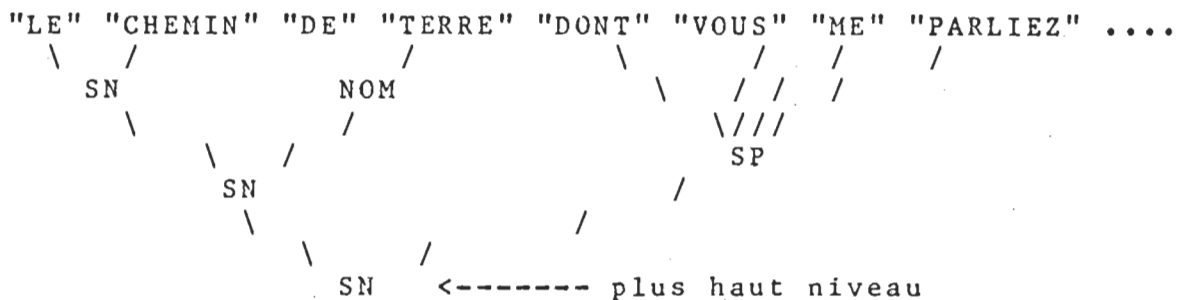 "LE" "CHEMIN" "DE" "TERRE" "DONT" "VOUS" "ME" "PARLIEZ" ....
SN NOM
SP
SN
SN <------- plus haut niveau